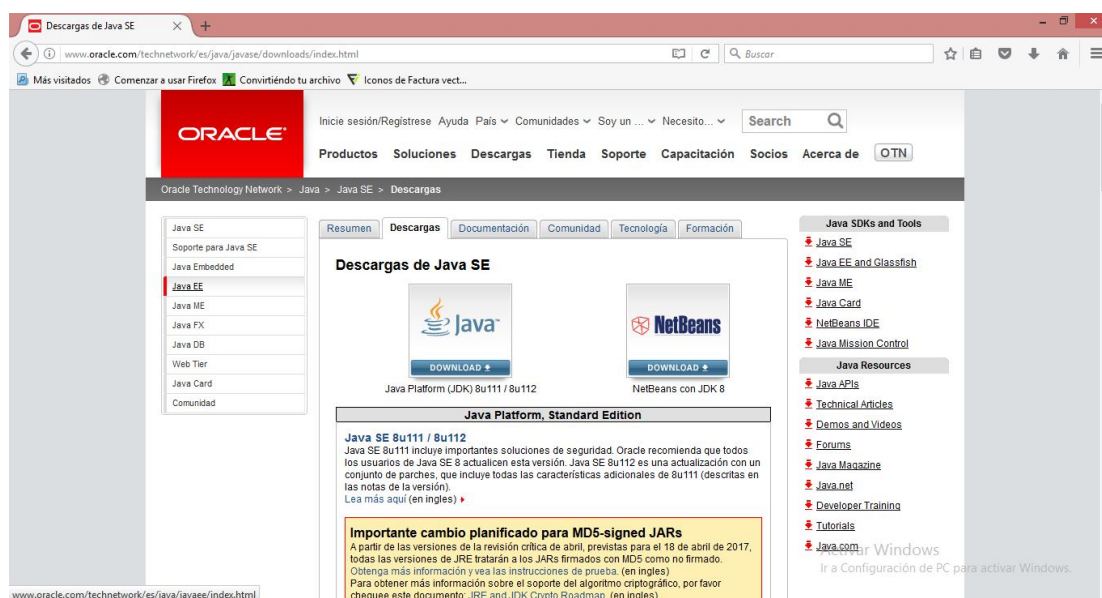 Descargas de Java SE
www.oracle.com/technetwork/es/java/javase/downloads/index.html
Buscar
Más visitados Comenzar a usar Firefox Convirtiéndo tu archivo Iconos de Factura vect...
ORACLE
Inicie sesión/Regístrese Ayuda País Comunidades Soy un ... Necesito... Search
Productos Soluciones Descargas Tienda Soporte Capacitación Socios Acerca de OTN
Oracle Technology Network > Java > Java SE > Descargas
Java SE
Soporte para Java SE
Java Embedded
Java EE
Java ME
Java FX
Java DB
Web Tier
Java Card
Comunidad
Resumen Descargas Documentación Comunidad Tecnología Formación
Descargas de Java SE
Java
DOWNLOAD
Java Platform (JDK) 8u111 / 8u112
NetBeans
DOWNLOAD
NetBeans con JDK 8
Java Platform, Standard Edition
Java SE 8u111 / 8u112
Java SE 8u111 incluye importantes soluciones de seguridad. Oracle recomienda que todos
los usuarios de Java SE 8 actualicen esta versión. Java SE 8u112 es una actualización con un
conjunto de parches, que incluye todas las características adicionales de 8u111 (descritas en
las notas de la versión).
Lea más aquí (en ingles)
Importante cambio planificado para MD5-signed JARs
A partir de las versiones de la revisión crítica de abril, previstas para el 18 de abril de 2017,
todas las versiones de JRE tratarán a los JARs firmados con MD5 como no firmado.
Obtenga más información y vea las instrucciones de prueba. (en ingles)
Para obtener más información sobre el soporte del algoritmo criptográfico, por favor
chequee este documento: JRE and JDK Crypto Roadmap. (en ingles)
Java SDKs and Tools
Java SE
Java EE and Glassfish
Java ME
Java Card
NetBeans IDE
Java Mission Control
Java Resources
Java APIs
Technical Articles
Demos and Videos
Forums
Java Magazine
Java.net
Developer Training
Tutorials
Java.com
Activar Windows
Ir a Configuración de PC para activar Windows.
www.oracle.com/technetwork/es/java/javaee/index.html